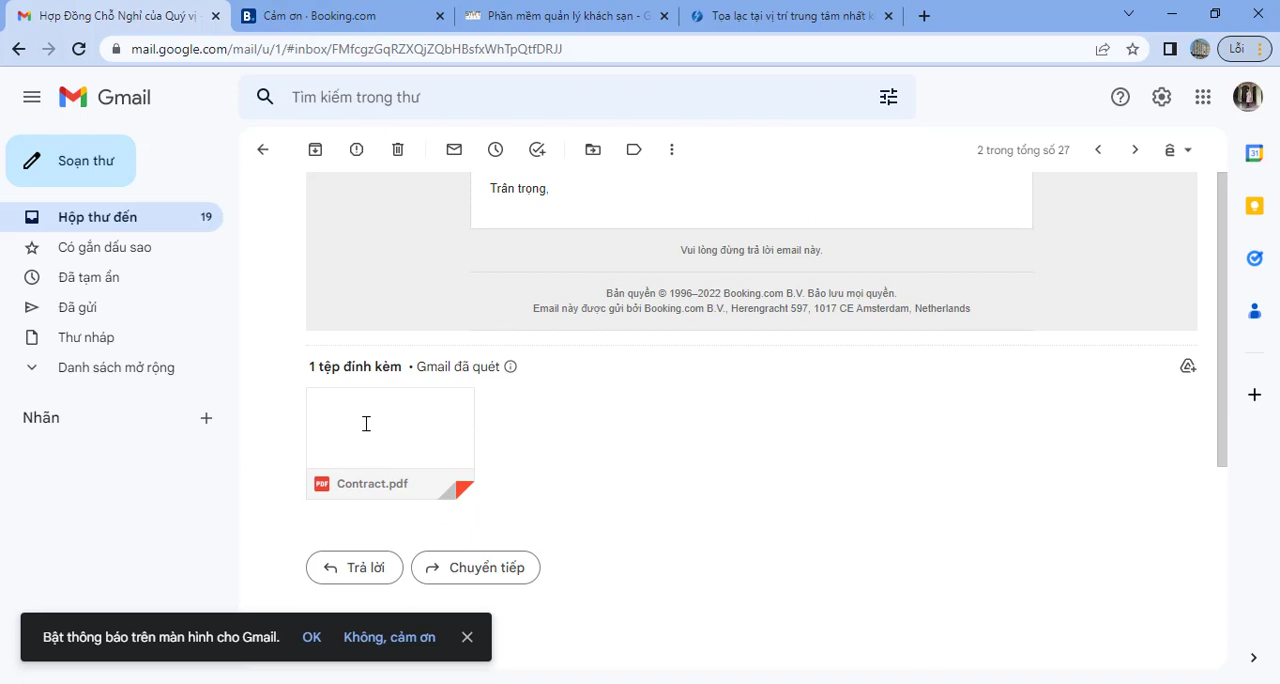 Hợp Đồng Chỗ Nghỉ của Quý vị
Cảm ơn · Booking.com
Phần mềm quản lý khách sạn - G
Tọa lạc tại vị trí trung tâm nhất k
mail.google.com/mail/u/1/#inbox/FMfcgzGqRZXQjZQbHBsfxWhTpQtfDRJJ
Lỗi
Gmail
Tìm kiếm trong thư
Soạn thư
2 trong tổng số 27
Hộp thư đến 19
Có gắn dấu sao
Đã tạm ẩn
Đã gửi
Thư nháp
Danh sách mở rộng
Nhãn
Trân trọng,
Vui lòng đừng trả lời email này.
Bản quyền © 1996–2022 Booking.com B.V. Bảo lưu mọi quyền.
Email này được gửi bởi Booking.com B.V., Herengracht 597, 1017 CE Amsterdam, Netherlands
1 tệp đính kèm • Gmail đã quét
PDF Contract.pdf
Trả lời
Chuyển tiếp
Bật thông báo trên màn hình cho Gmail. OK Không, cảm ơn